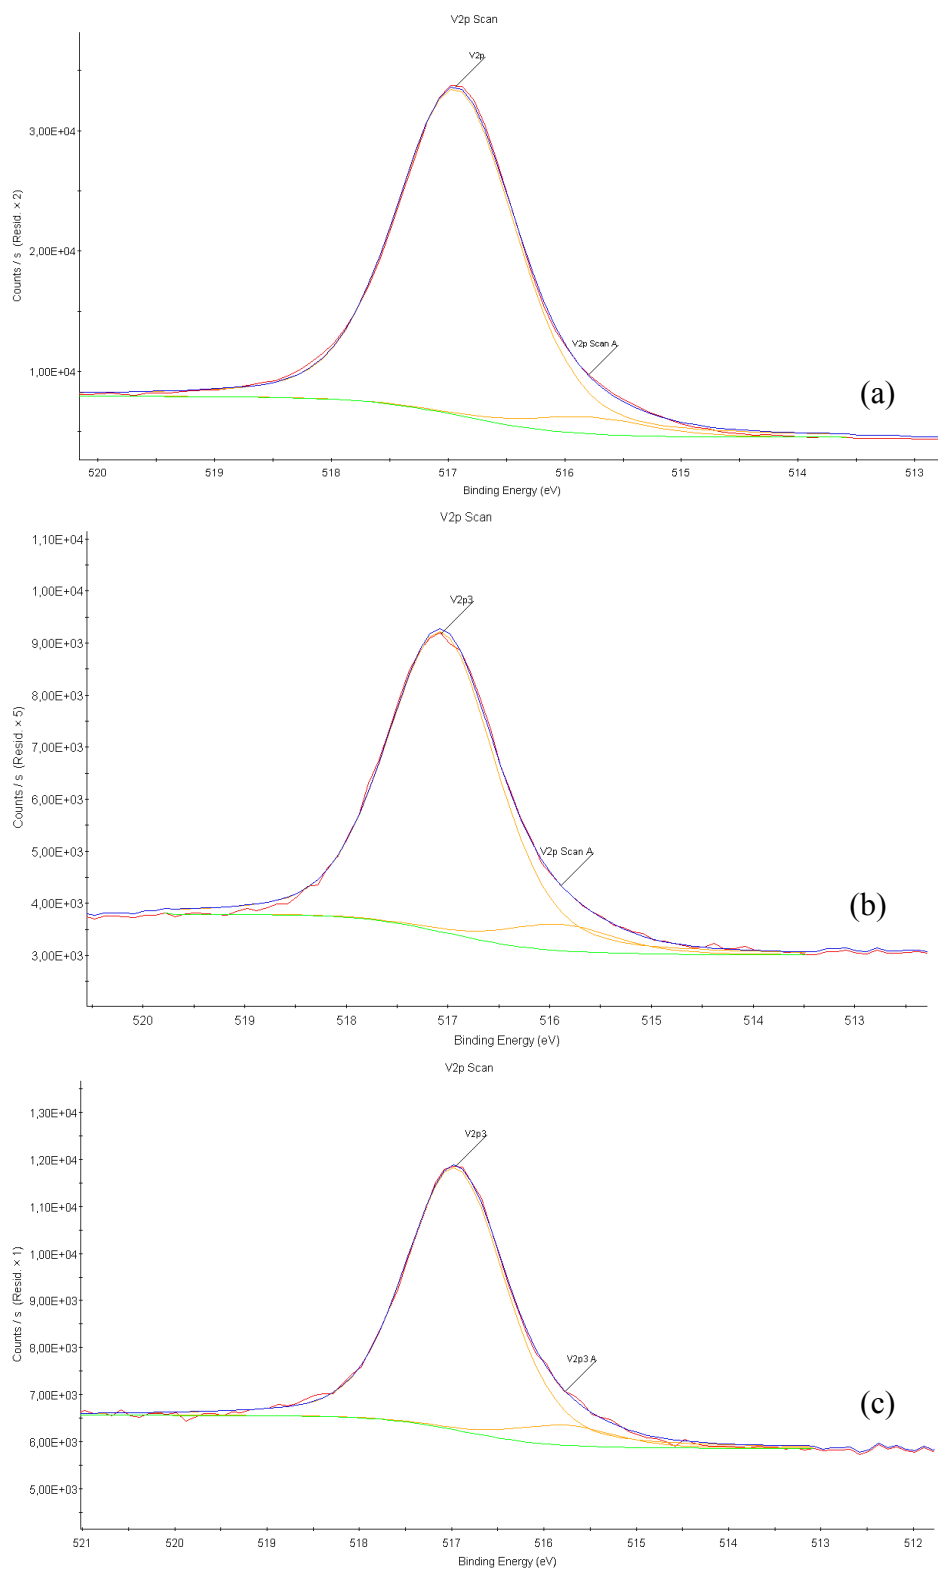 V2p Scan
V2p
3,00E+04
2,00E+04
1,00E+04
Counts / s (Resid. × 2)
V2p Scan A
(a)
520 519 518 517 516 515 514 513
Binding Energy (eV)
V2p Scan
1,10E+04
1,00E+04
9,00E+03
8,00E+03
7,00E+03
6,00E+03
5,00E+03
4,00E+03
3,00E+03
Counts / s (Resid. × 5)
V2p3
V2p Scan A
(b)
520 519 518 517 516 515 514 513
Binding Energy (eV)
V2p Scan
1,30E+04
1,20E+04
1,10E+04
1,00E+04
9,00E+03
8,00E+03
7,00E+03
6,00E+03
5,00E+03
Counts / s (Resid. × 1)
V2p3
V2p3 A
(c)
521 520 519 518 517 516 515 514 513 512
Binding Energy (eV)